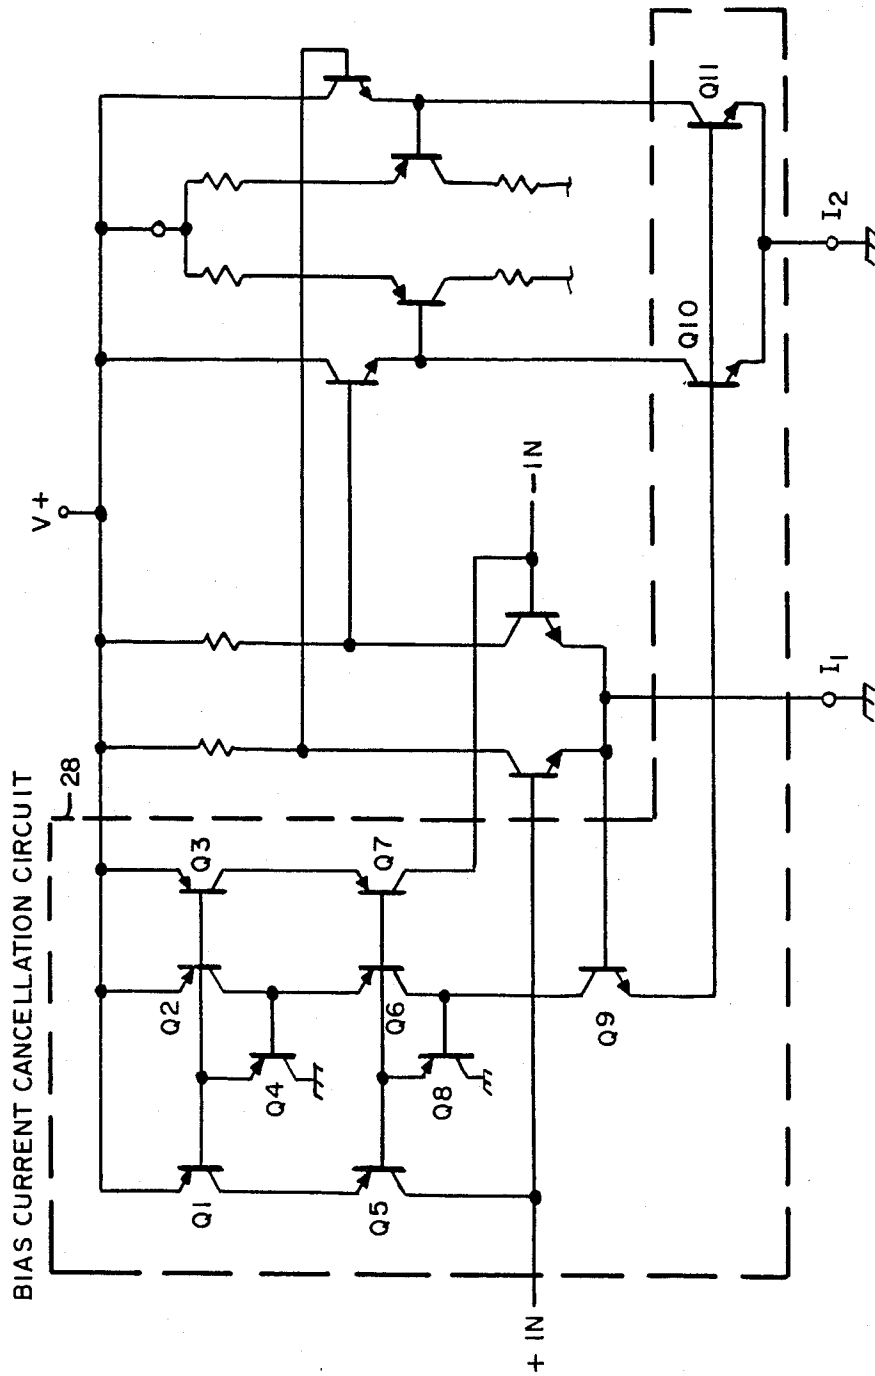 BIAS CURRENT CANCELLATION CIRCUIT
28
V+
Q1
Q2
Q3
Q4
Q5
Q6
Q7
Q8
Q9
Q10
Q11
+ IN
- IN
I1
I2